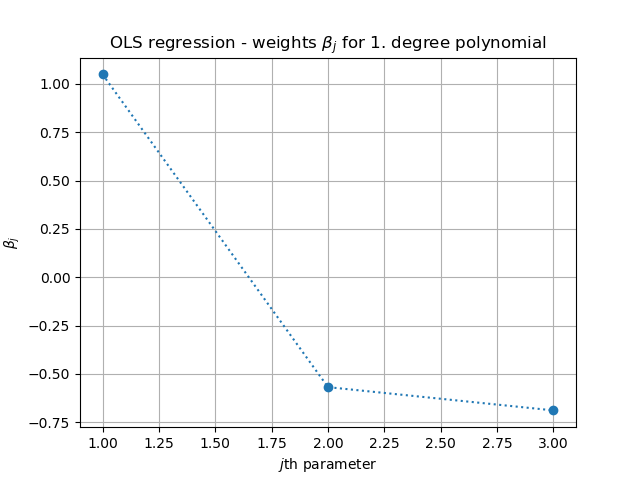 OLS regression - weights βj for 1. degree polynomial
1.00
0.75
0.50
0.25
0.00
−0.25
−0.50
−0.75
βj
1.00 1.25 1.50 1.75 2.00 2.25 2.50 2.75 3.00
jth parameter